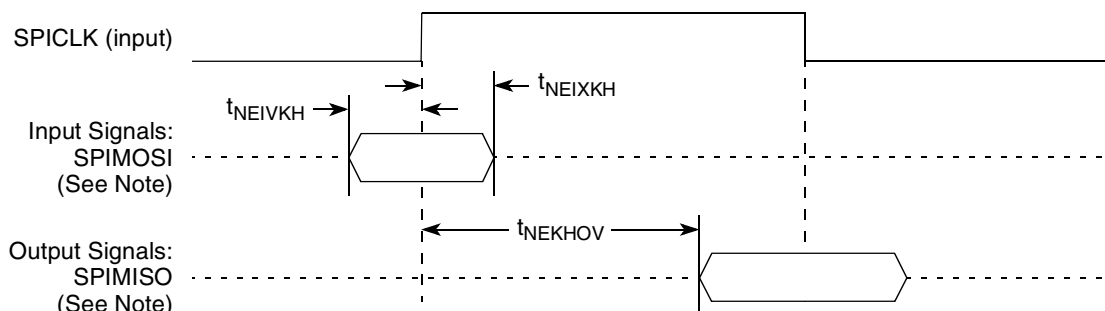 SPICLK (input)
tNEIXKH
tNEIVKH
Input Signals:
SPIMOSI
(See Note)
tNEKHOV
Output Signals:
SPIMISO
(See Note)